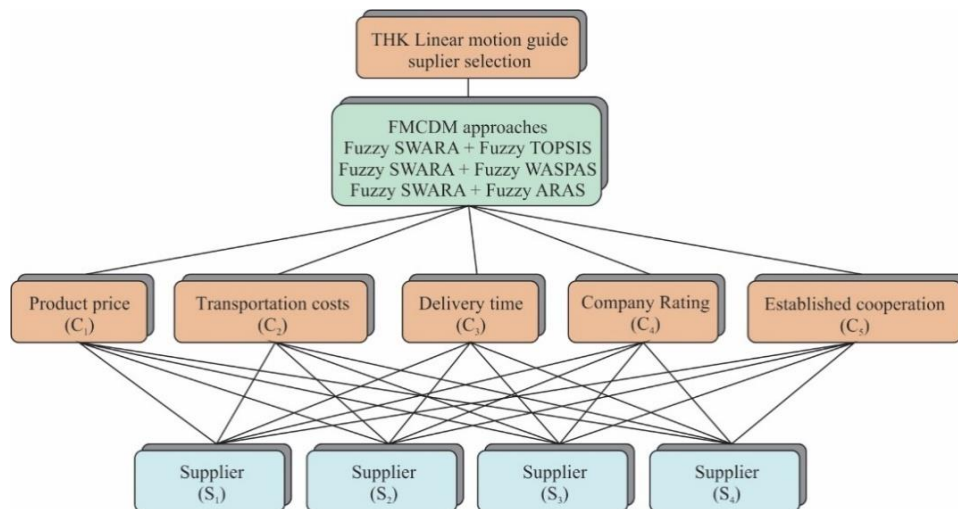 THK Linear motion guide
suplier selection
FMCDM approaches
Fuzzy SWARA + Fuzzy TOPSIS
Fuzzy SWARA + Fuzzy WASPAS
Fuzzy SWARA + Fuzzy ARAS
Product price
(C₁)
Transportation costs
(C₂)
Delivery time
(C₃)
Company Rating
(C₄)
Established cooperation
(C₅)
Supplier
(S₁)
Supplier
(S₂)
Supplier
(S₃)
Supplier
(S₄)